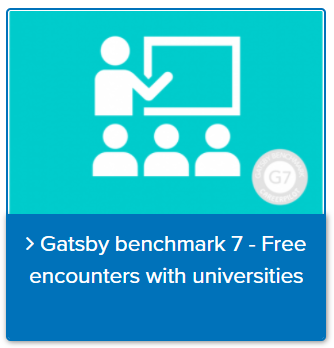 G7
> Gatsby benchmark 7 - Free
encounters with universities